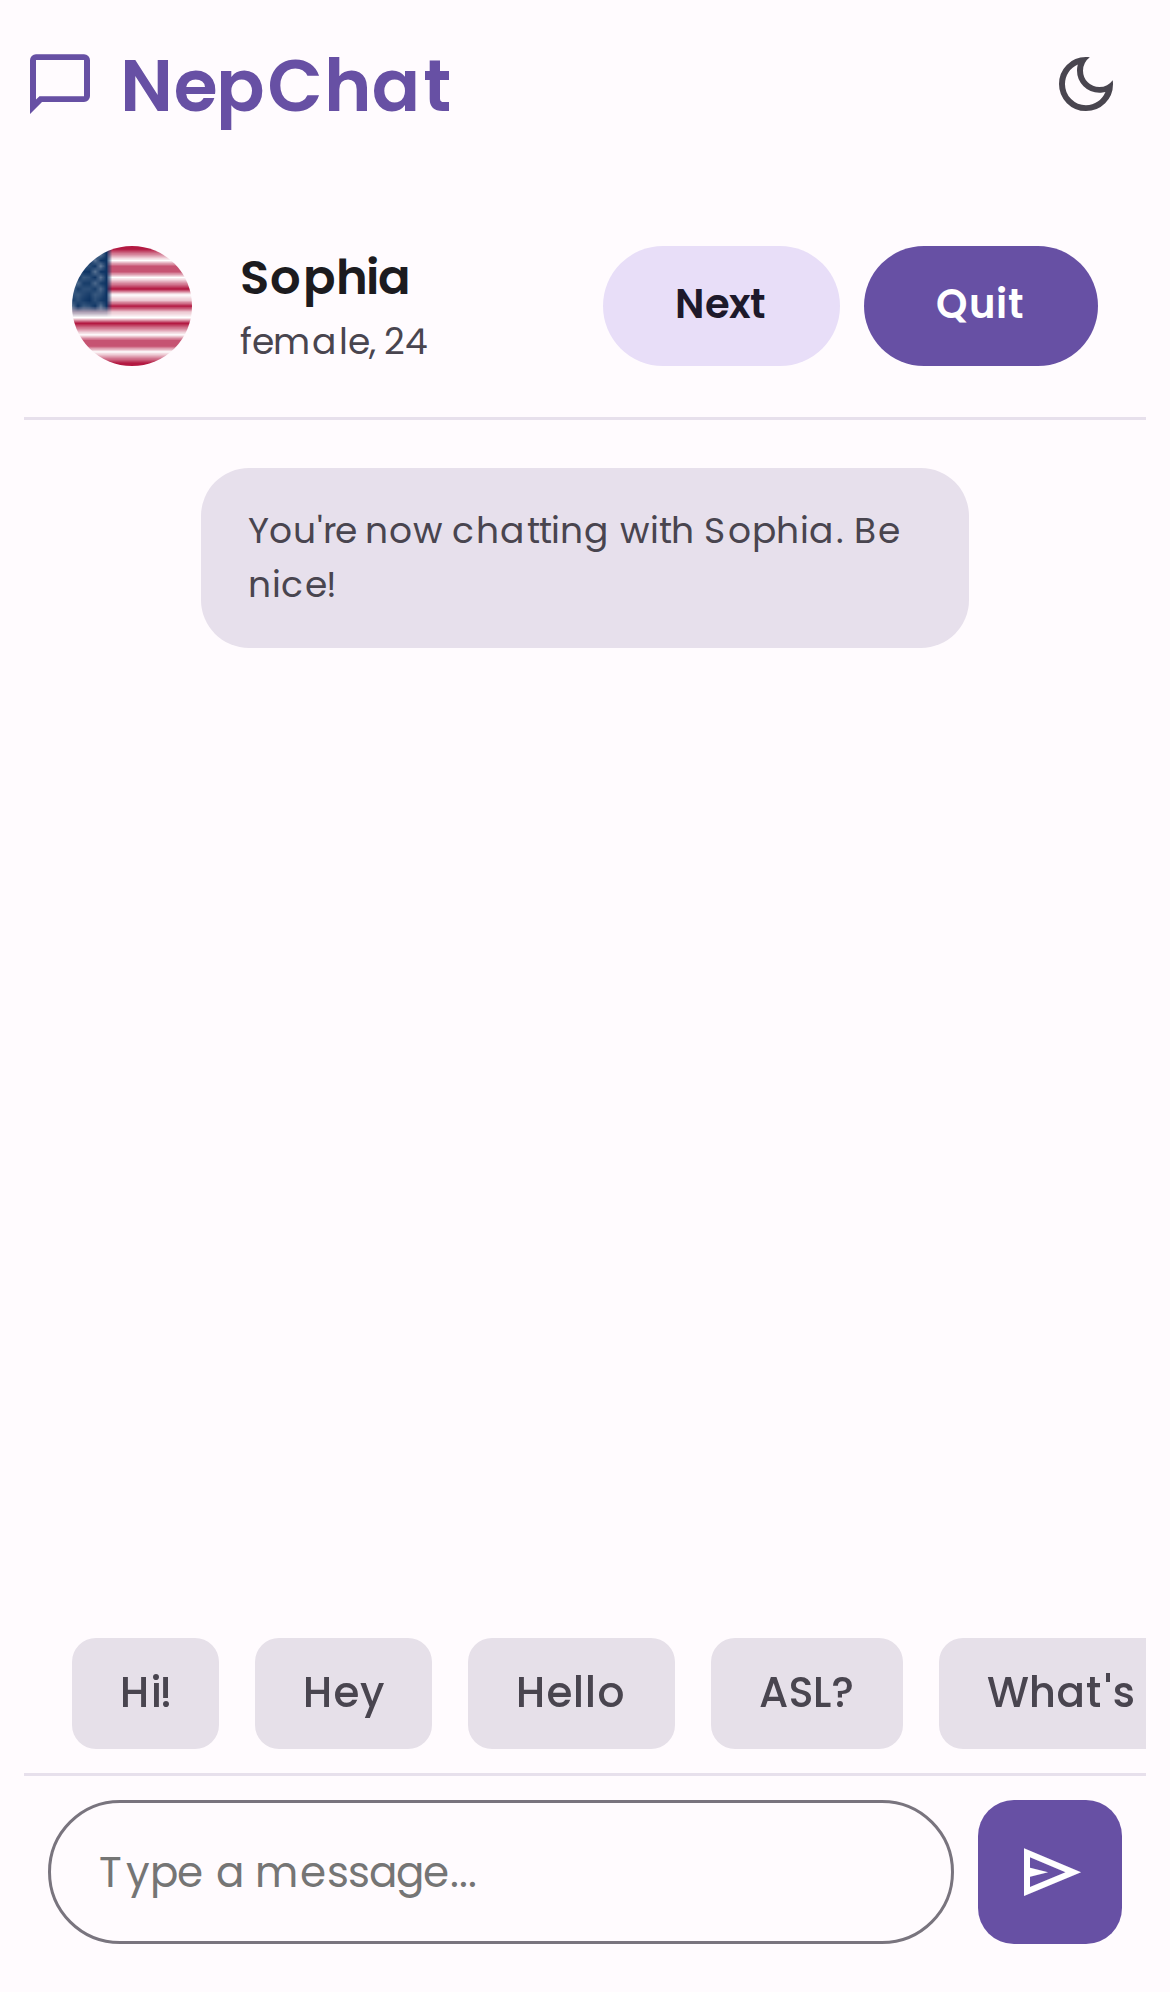 NepChat
Sophia
female, 24
Next
Quit
You're now chatting with Sophia. Be
nice!
Hi!
Hey
Hello
ASL?
What's
Type a message...